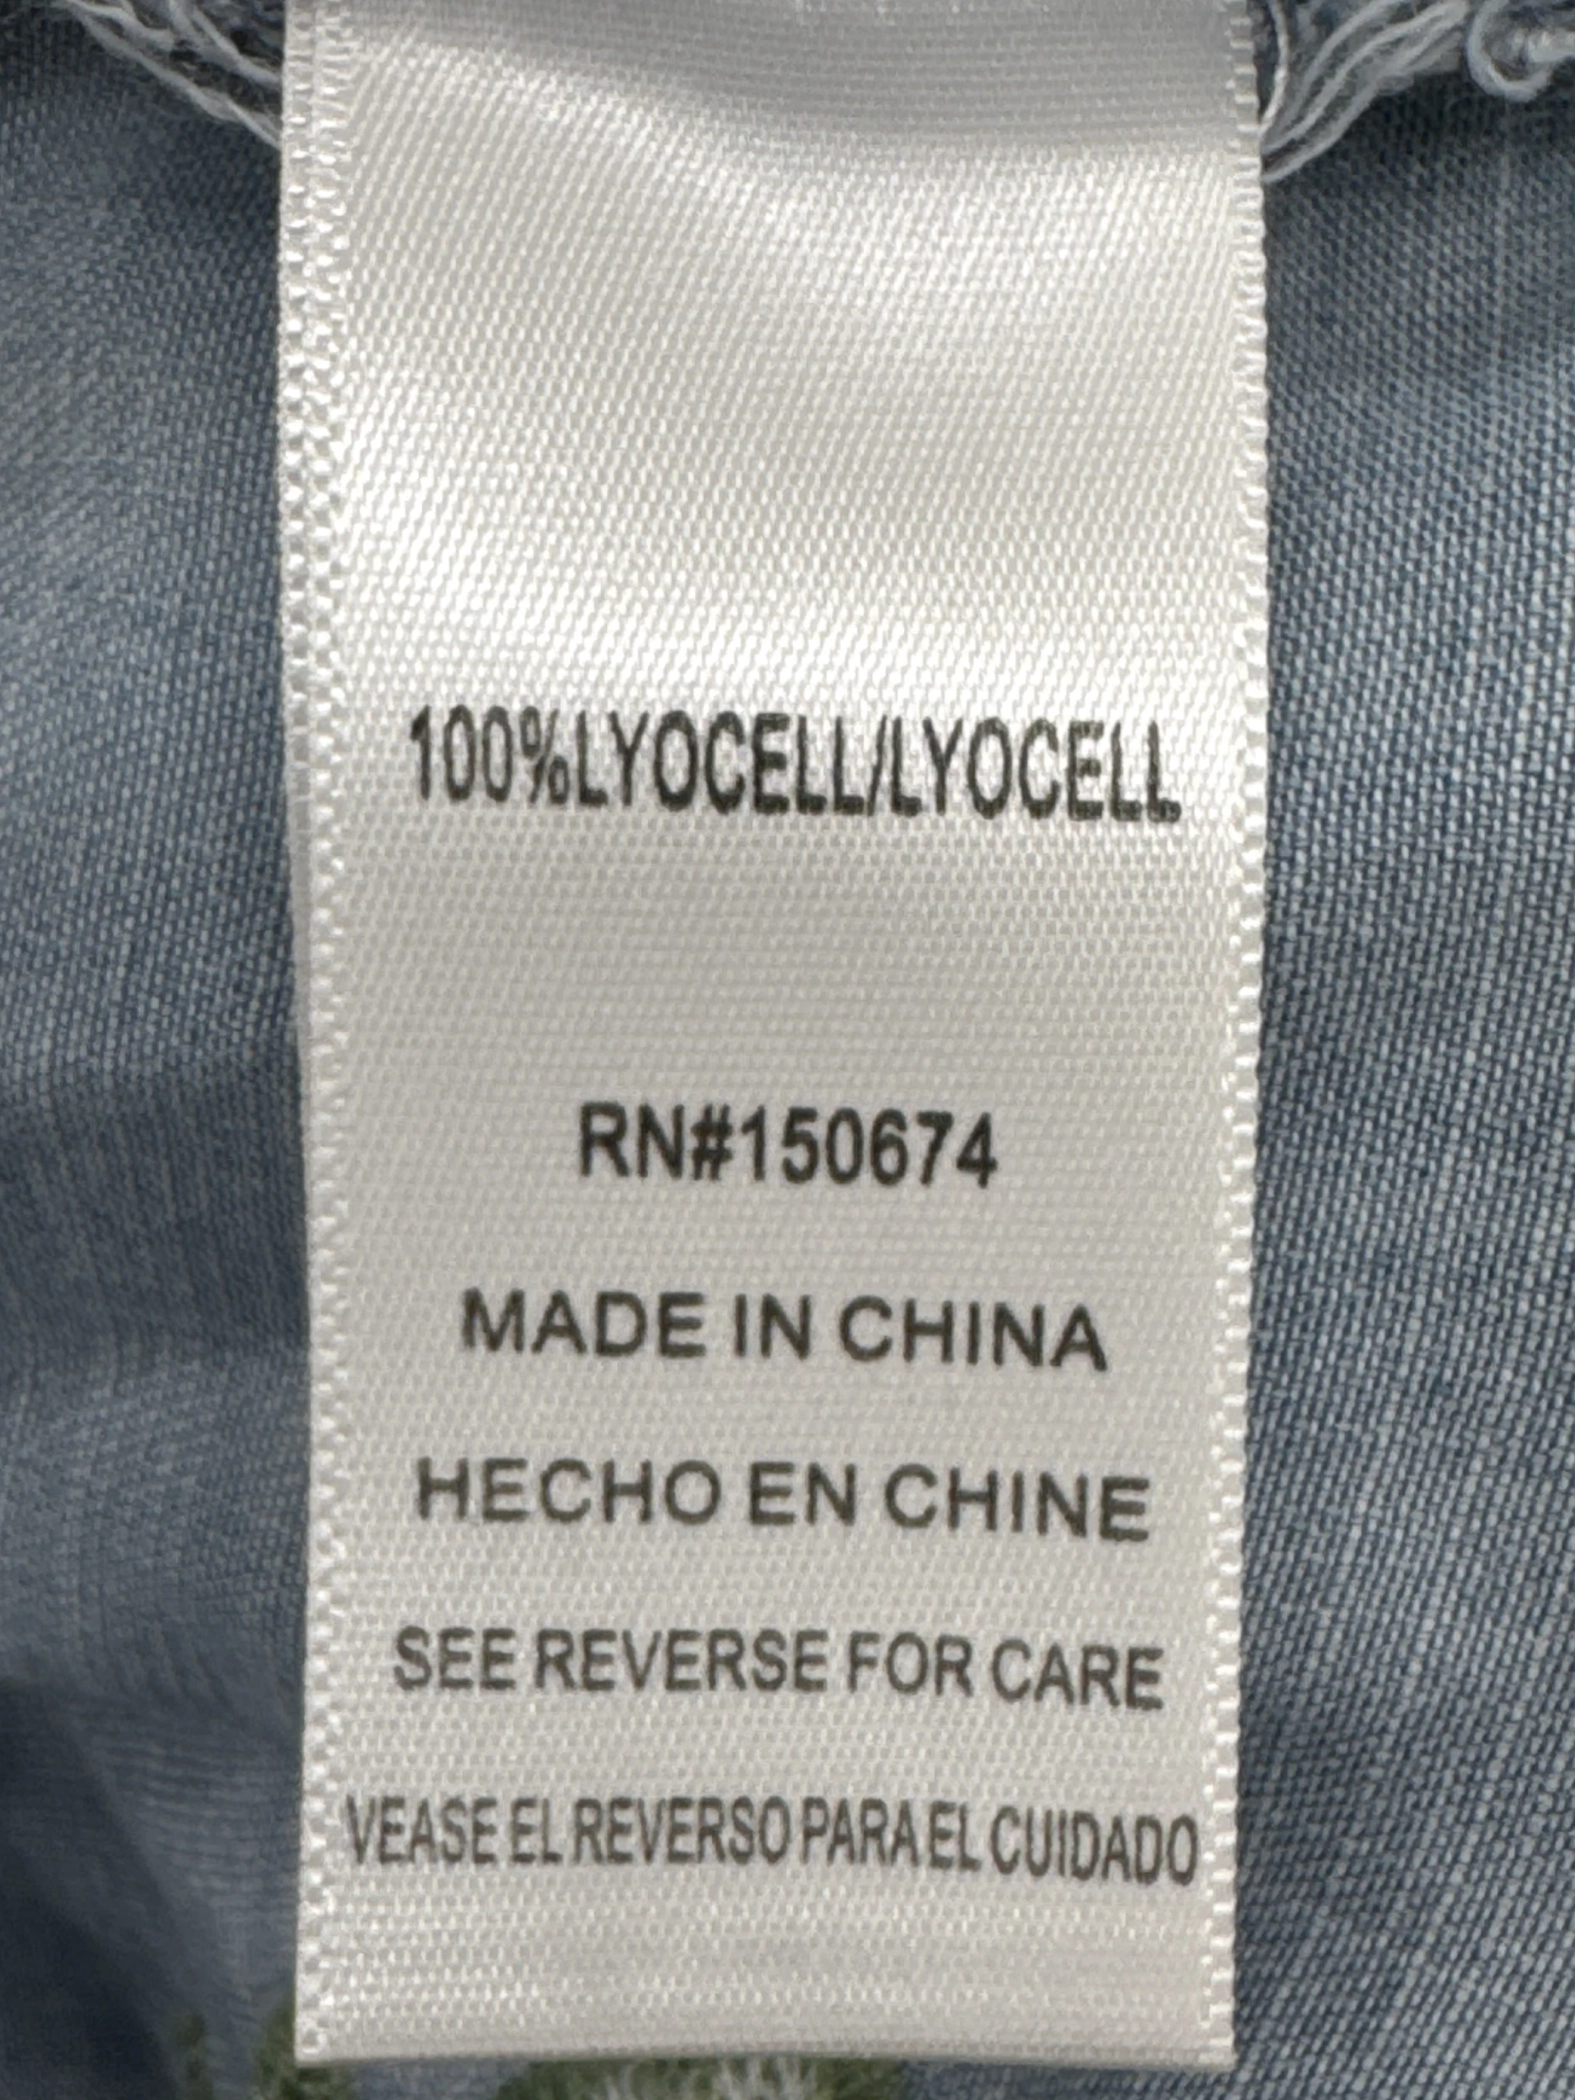 100%LYOCELL/LYOCELL
RN#150674
MADE IN CHINA
HECHO EN CHINE
SEE REVERSE FOR CARE
VEASE EL REVERSO PARA EL CUIDADO